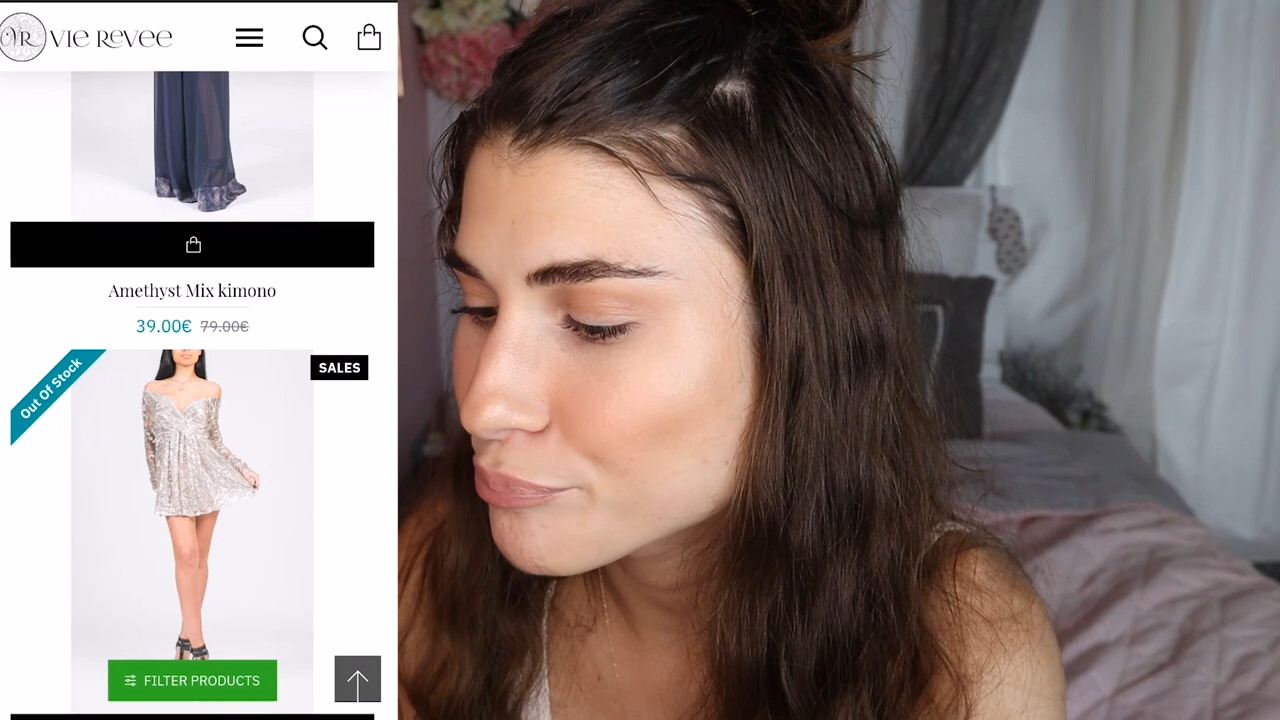 VR VIE REVEE
Amethyst Mix kimono
39.00€ 79.00€
Out Of Stock
SALES
FILTER PRODUCTS